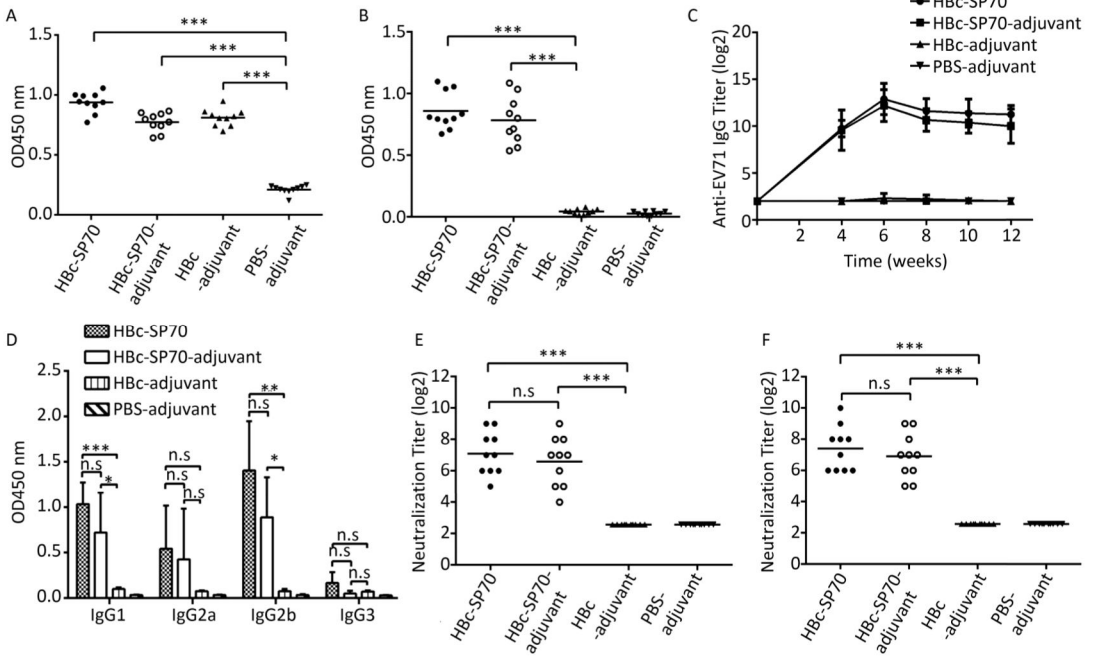 A
1.5
1.0
0.5
0.0
OD450 nm
***
***
***
HBc-SP70
HBc-SP70-
adjuvant
HBc
-adjuvant
PBS-
adjuvant
B
1.5
1.0
0.5
0.0
OD450 nm
***
***
HBc-SP70
HBc-SP70-
adjuvant
HBc
-adjuvant
PBS-
adjuvant
C
HBc-SP70
HBc-SP70-adjuvant
HBc-adjuvant
PBS-adjuvant
20
15
10
5
0
Anti-EV71 IgG Titer (log2)
2 4 6 8 10 12
Time (weeks)
D
HBc-SP70
HBc-SP70-adjuvant
HBc-adjuvant
PBS-adjuvant
2.5
2.0
1.5
1.0
0.5
0.0
OD450 nm
***
n.s
*
n.s
n.s
n.s
**
n.s
*
n.s
n.s
n.s
IgG1 IgG2a IgG2b IgG3
E
12
10
8
6
4
2
0
Neutralization Titer (log2)
***
n.s
***
HBc-SP70
HBc-SP70-
adjuvant
HBc
-adjuvant
PBS-
adjuvant
F
12
10
8
6
4
2
0
Neutralization Titer (log2)
***
n.s
***
HBc-SP70
HBc-SP70-
adjuvant
HBc
-adjuvant
PBS-
adjuvant